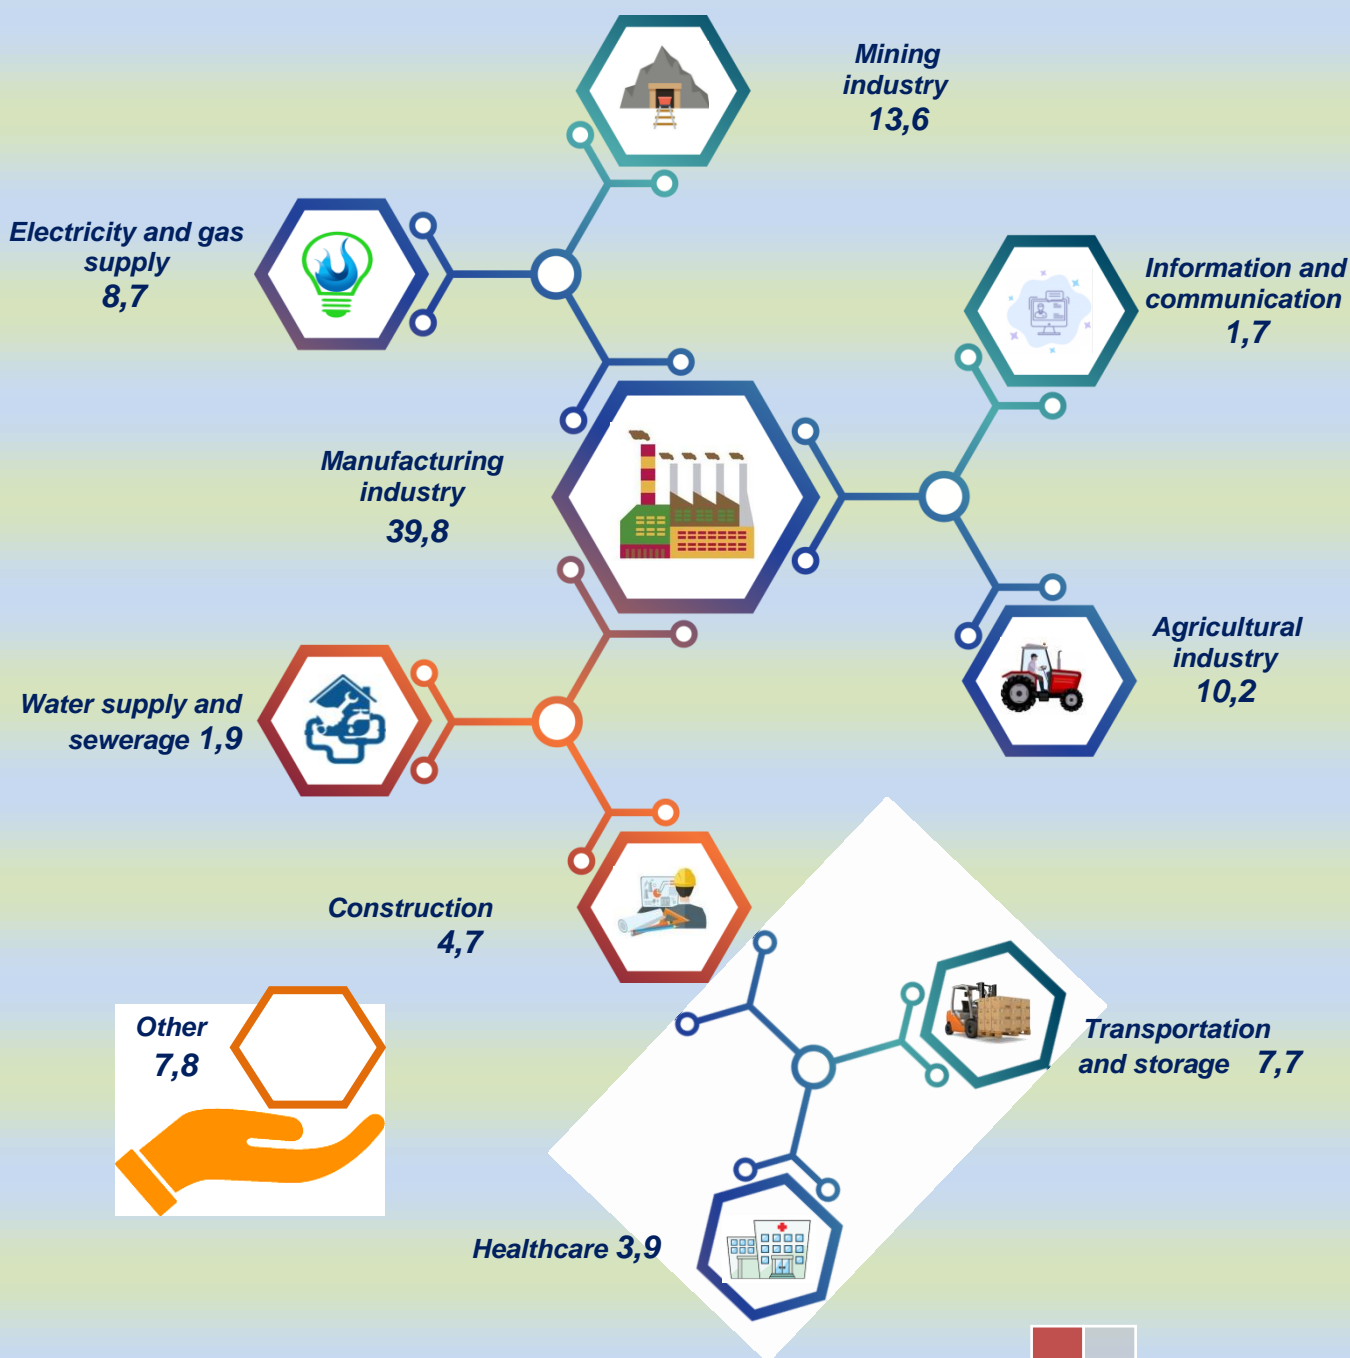 Mining
industry
13,6
Electricity and gas
supply
8,7
Information and
communication
1,7
Manufacturing
industry
39,8
Agricultural
industry
10,2
Water supply and
sewerage 1,9
Construction
4,7
Other
7,8
Transportation
and storage 7,7
Healthcare 3,9